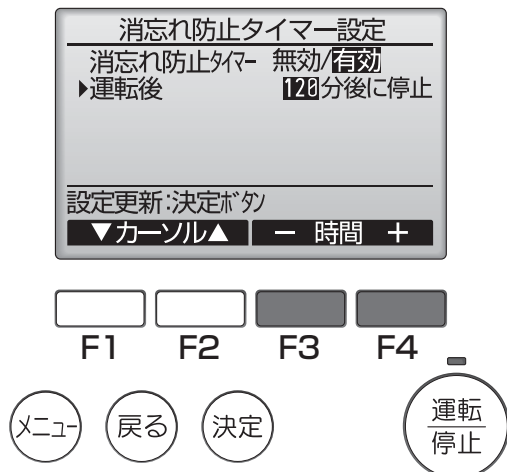 消忘れ防止タイマー設定
消忘れ防止ﾀｲﾏｰ 無効/有効
▶運転後 120分後に停止
設定更新:決定ﾎﾞﾀﾝ
▼カーソル▲ － 時間 ＋
F1 F2 F3 F4
メニュー 戻る 決定 運転
停止